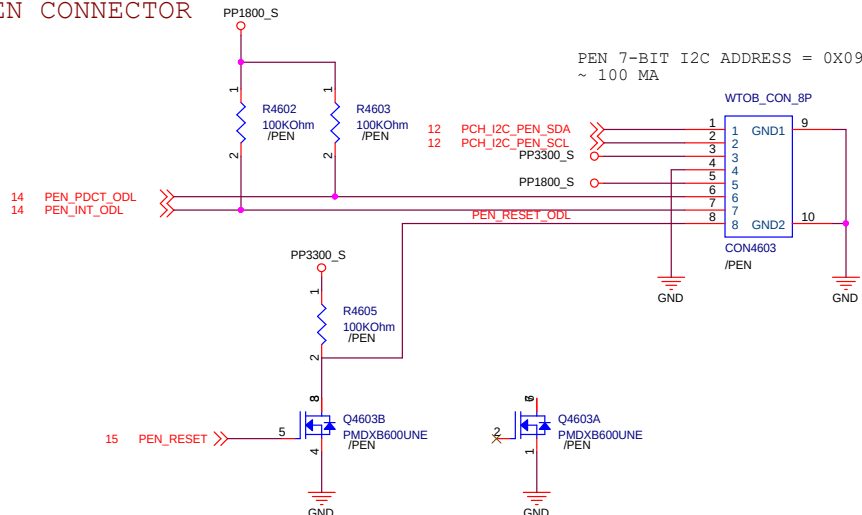 EN CONNECTOR
PP1800_S
PEN 7-BIT I2C ADDRESS = 0X09
~ 100 MA
WTOB_CON_8P
1
R4602
100KOhm
/PEN
2
1
R4603
100KOhm
/PEN
2
12 PCH_I2C_PEN_SDA
12 PCH_I2C_PEN_SCL
PP3300_S
PP1800_S
14 PEN_PDCT_ODL
14 PEN_INT_ODL
PEN_RESET_ODL
1 1 GND1 9
2 2
3 3
4 4
5 5
6 6
7 7
8 8 GND2 10
CON4603
/PEN
GND
GND
PP3300_S
1
R4605
100KOhm
/PEN
2
15 PEN_RESET
5
Q4603B
PMDXB600UNE
/PEN
4
GND
2
Q4603A
PMDXB600UNE
/PEN
1
GND